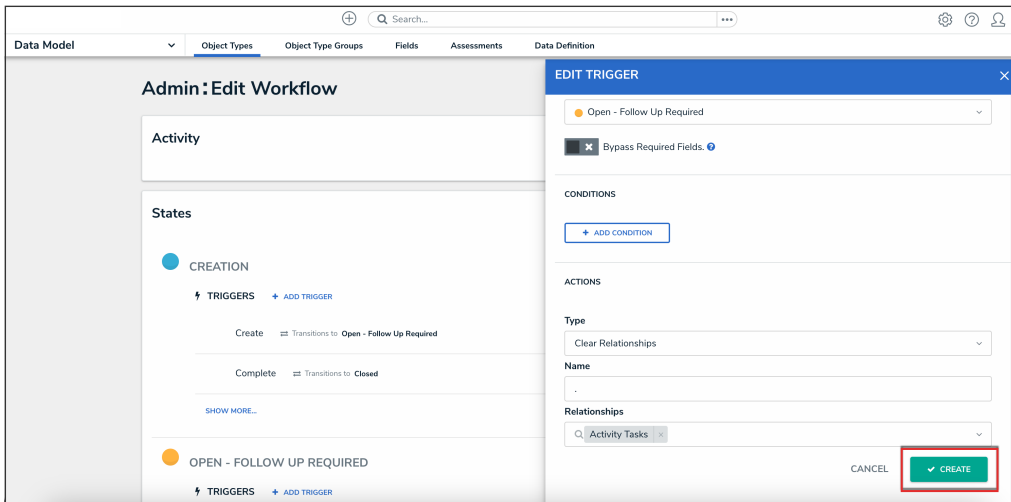 Search...
Data Model
Object Types
Object Type Groups
Fields
Assessments
Data Definition
Admin: Edit Workflow
Activity
States
CREATION
TRIGGERS + ADD TRIGGER
Create Transitions to Open - Follow Up Required
Complete Transitions to Closed
SHOW MORE...
OPEN - FOLLOW UP REQUIRED
TRIGGERS + ADD TRIGGER
EDIT TRIGGER
Open - Follow Up Required
Bypass Required Fields.
CONDITIONS
+ ADD CONDITION
ACTIONS
Type
Clear Relationships
Name
.
Relationships
Activity Tasks ×
CANCEL
CREATE